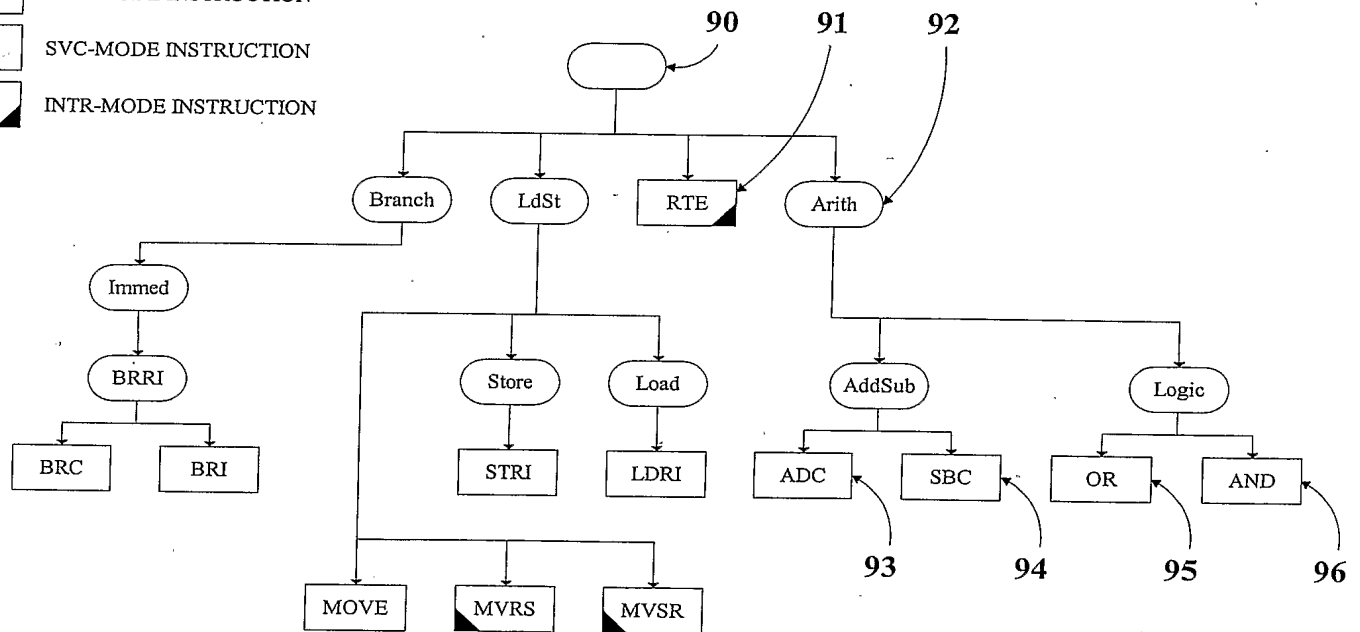 INSTRUCTION
SVC-MODE INSTRUCTION
INTR-MODE INSTRUCTION
90 91 92
Branch LdSt RTE Arith
Immed
BRRI Store Load AddSub Logic
BRC BRI STRI LDRI ADC SBC OR AND
93 94 95 96
MOVE MVRS MVSR